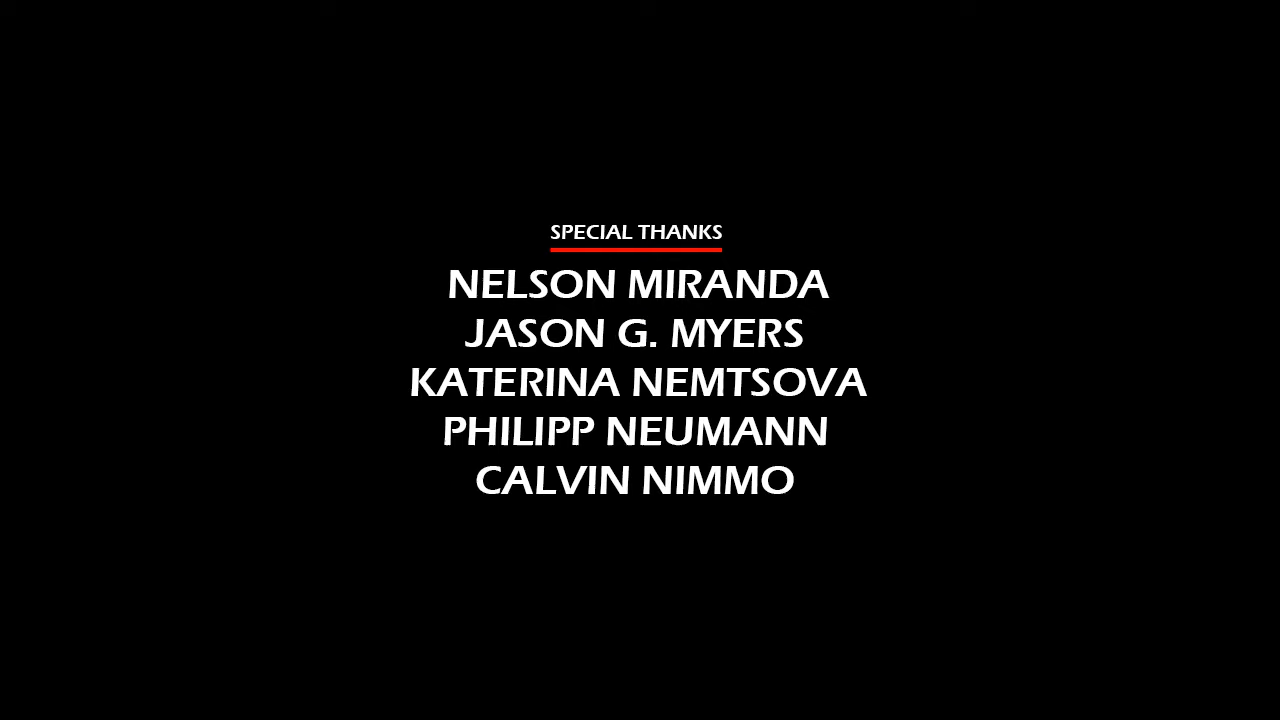 SPECIAL THANKS
NELSON MIRANDA
JASON G. MYERS
KATERINA NEMTSOVA
PHILIPP NEUMANN
CALVIN NIMMO